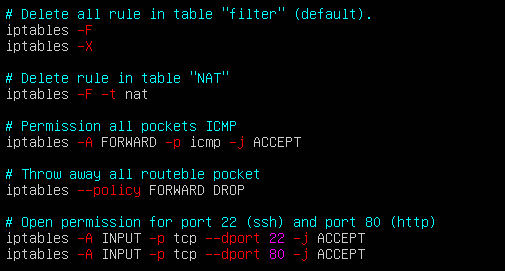 # Delete all rule in table "filter" (default).
iptables -F
iptables -X
# Delete rule in table "NAT"
iptables -F -t nat
# Permission all pockets ICMP
iptables -A FORWARD -p icmp -j ACCEPT
# Throw away all routeble pocket
iptables --policy FORWARD DROP
# Open permission for port 22 (ssh) and port 80 (http)
iptables -A INPUT -p tcp --dport 22 -j ACCEPT
iptables -A INPUT -p tcp --dport 80 -j ACCEPT